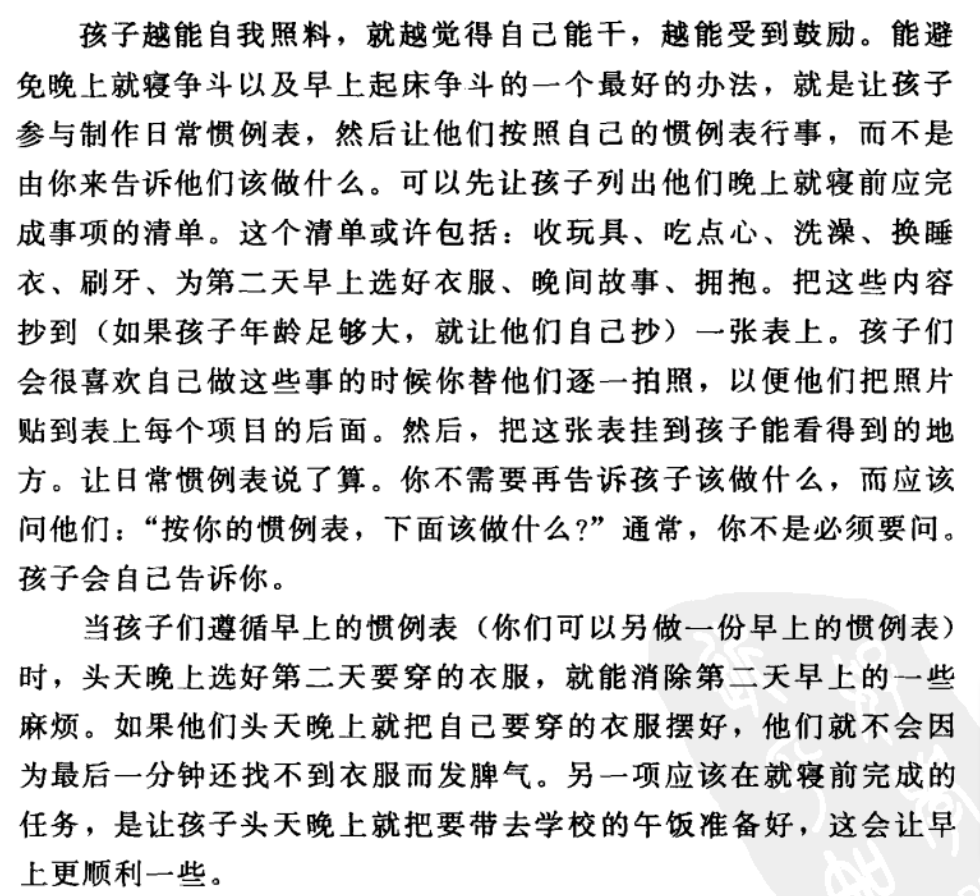 孩子越能自我照料，就越觉得自己能干，越能受到鼓励。能避
免晚上就寝争斗以及早上起床争斗的一个最好的办法，就是让孩子
参与制作日常惯例表，然后让他们按照自己的惯例表行事，而不是
由你来告诉他们该做什么。可以先让孩子列出他们晚上就寝前应完
成事项的清单。这个清单或许包括：收玩具、吃点心、洗澡、换睡
衣、刷牙、为第二天早上选好衣服、晚间故事、拥抱。把这些内容
抄到（如果孩子年龄足够大，就让他们自己抄）一张表上。孩子们
会很喜欢自己做这些事的时候你替他们逐一拍照，以便他们把照片
贴到表上每个项目的后面。然后，把这张表挂到孩子能看得到的地
方。让日常惯例表说了算。你不需要再告诉孩子该做什么，而应该
问他们：“按你的惯例表，下面该做什么?”通常，你不是必须要问。
孩子会自己告诉你。
当孩子们遵循早上的惯例表（你们可以另做一份早上的惯例表）
时，头天晚上选好第二天要穿的衣服，就能消除第二天早上的一些
麻烦。如果他们头天晚上就把自己要穿的衣服摆好，他们就不会因
为最后一分钟还找不到衣服而发脾气。另一项应该在就寝前完成的
任务，是让孩子头天晚上就把要带去学校的午饭准备好，这会让早
上更顺利一些。